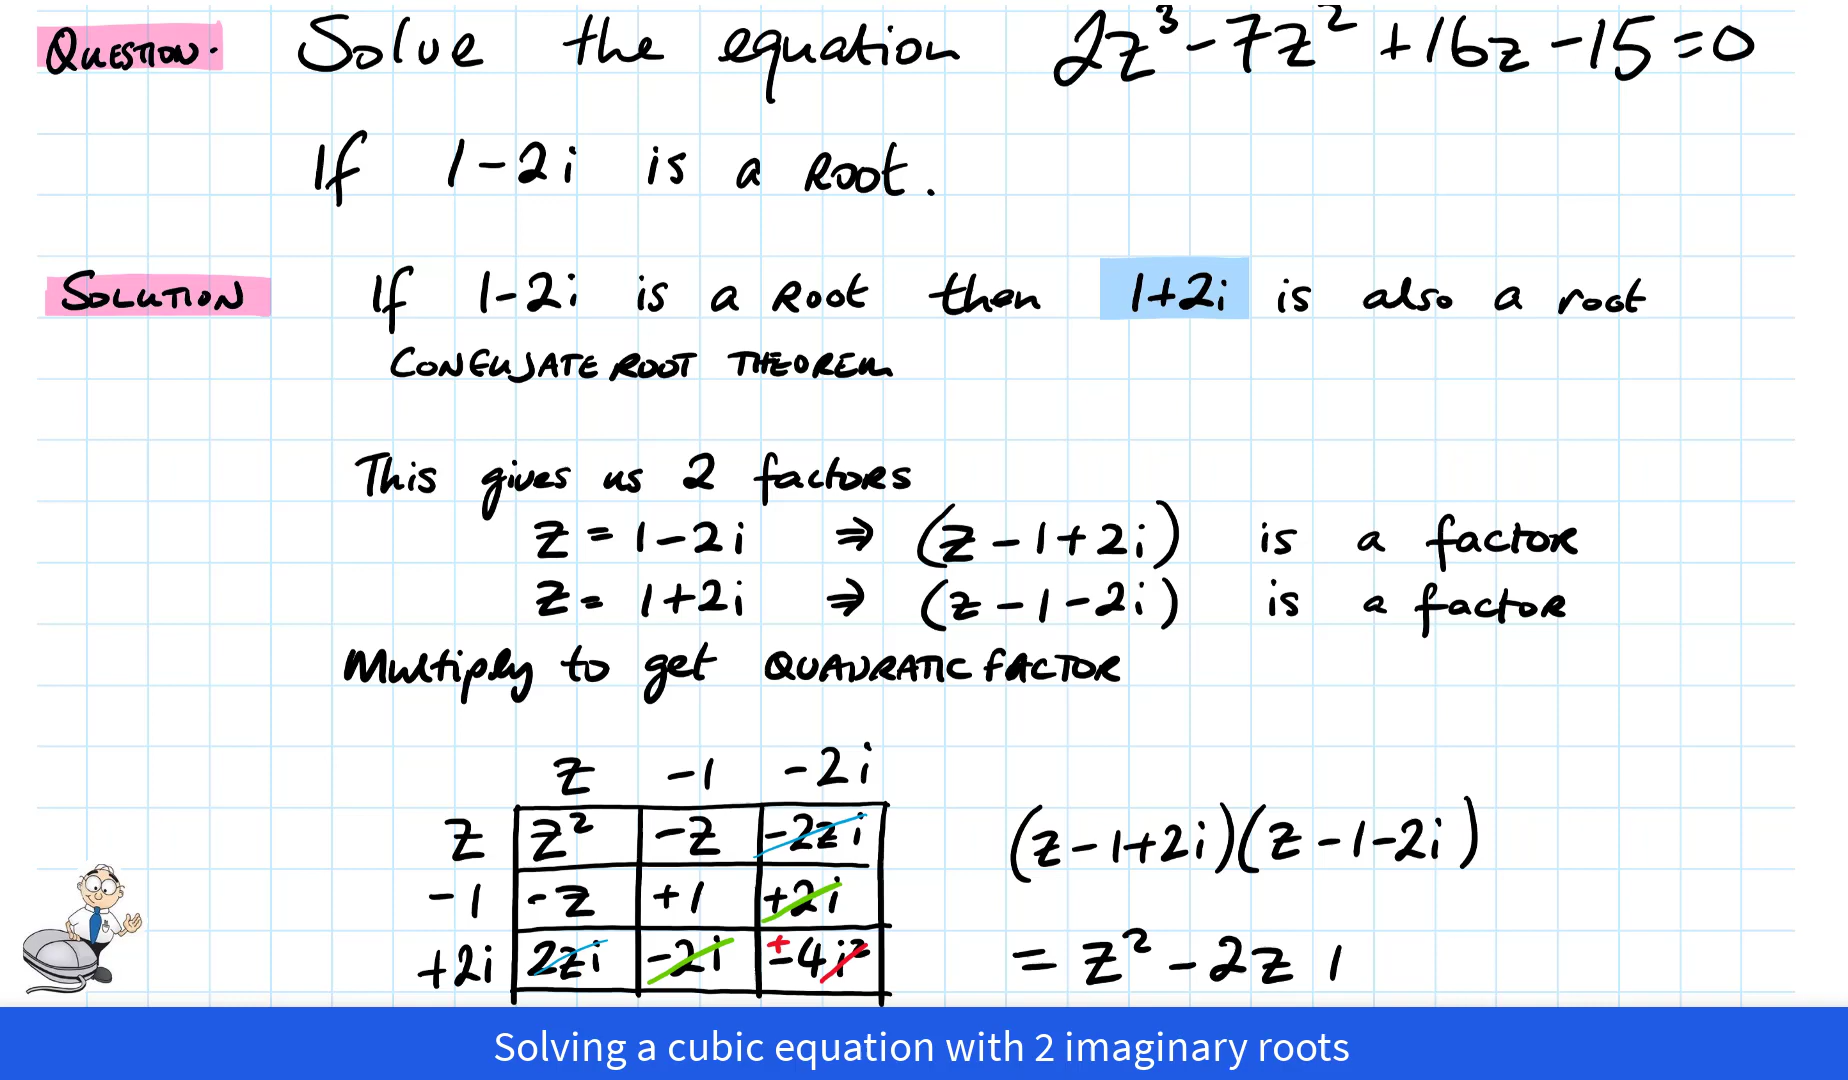 QUESTION. Solve the equation 2z³-7z²+16z-15=0
If 1-2i is a Root.
SOLUTION If 1-2i is a Root then 1+2i is also a root
CONGUJATE ROOT THEOREM
This gives us 2 factors
z = 1-2i ⇒ (z-1+2i) is a factor
z = 1+2i ⇒ (z-1-2i) is a factor
Multiply to get QUADRATIC FACTOR
z -1 -2i
z z² -z -2zi
-1 -z +1 +2i
+2i 2zi -2i +-4i²
(z-1+2i)(z-1-2i)
= z²-2z 1
Solving a cubic equation with 2 imaginary roots